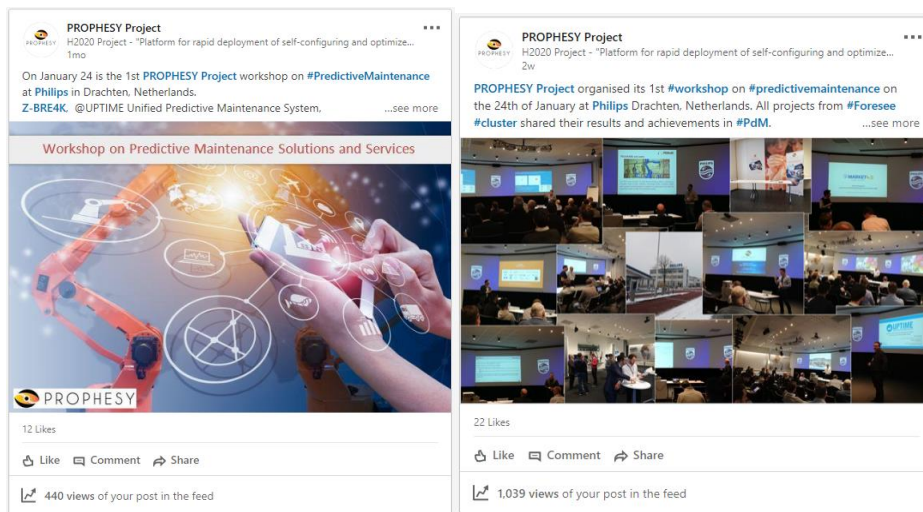 PROPHESY Project
H2020 Project - "Platform for rapid deployment of self-configuring and optimize...
1mo
On January 24 is the 1st PROPHESY Project workshop on #PredictiveMaintenance
at Philips in Drachten, Netherlands.
Z-BRE4K, @UPTIME Unified Predictive Maintenance System, ...see more
Workshop on Predictive Maintenance Solutions and Services
PROPHESY
12 Likes
Like Comment Share
440 views of your post in the feed
PROPHESY Project
H2020 Project - "Platform for rapid deployment of self-configuring and optimize...
2w
PROPHESY Project organised its 1st #workshop on #predictivemaintenance on
the 24th of January at Philips Drachten, Netherlands. All projects from #Foresee
#cluster shared their results and achievements in #PdM. ...see more
UPTIME
22 Likes
Like Comment Share
1,039 views of your post in the feed